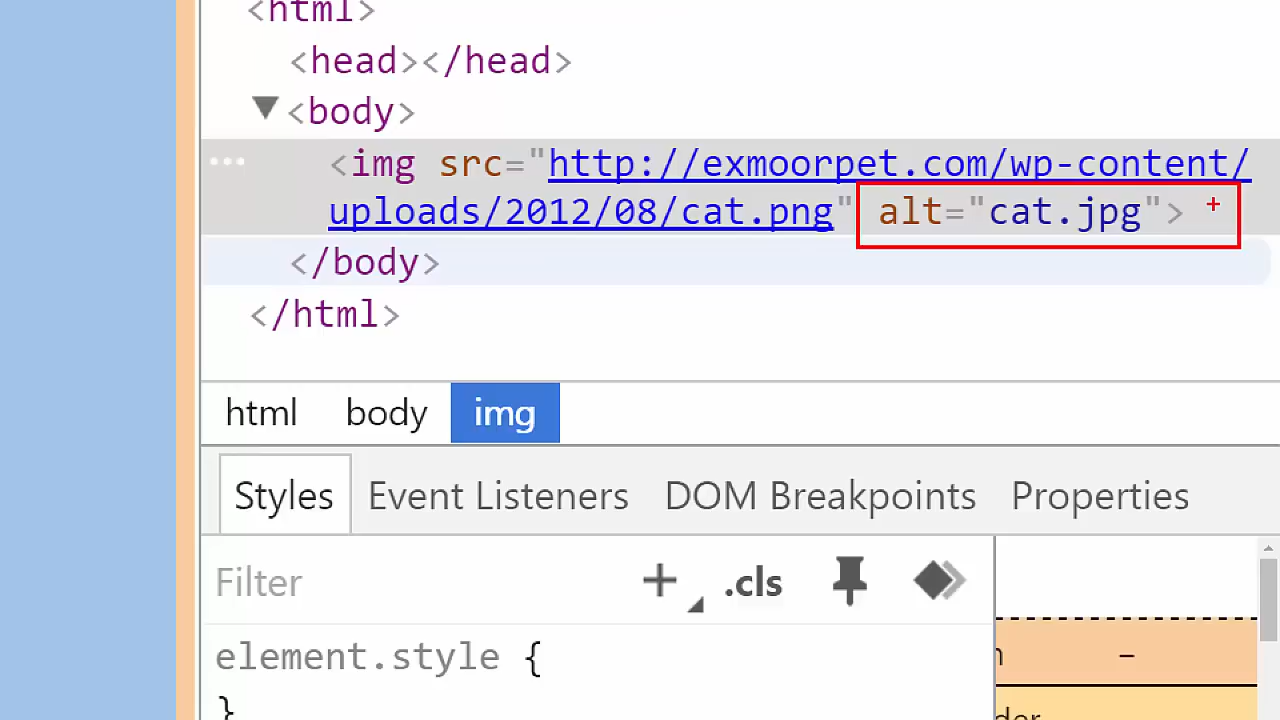 <html>
<head></head>
<body>
<img src="http://exmoorpet.com/wp-content/
uploads/2012/08/cat.png" alt="cat.jpg">
</body>
</html>
html body img
Styles Event Listeners DOM Breakpoints Properties
Filter + .cls
element.style {
}